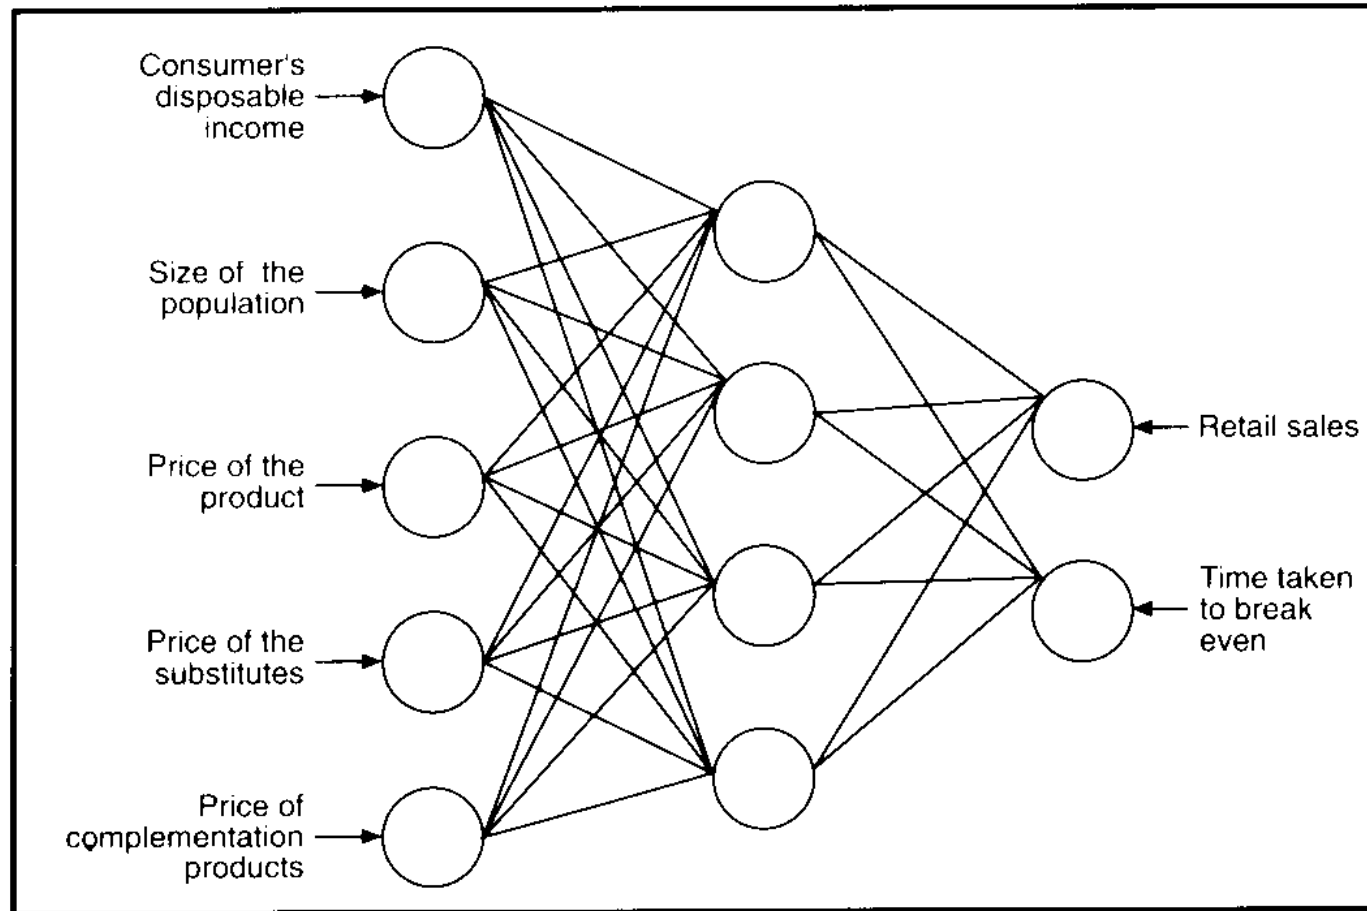 Consumer's
disposable
income
Size of the
population
Price of the
product
Price of the
substitutes
Price of
complementation
products
Retail sales
Time taken
to break
even